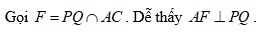 Gọi F = PQ ∩ AC . Dễ thấy AF ⊥ PQ .